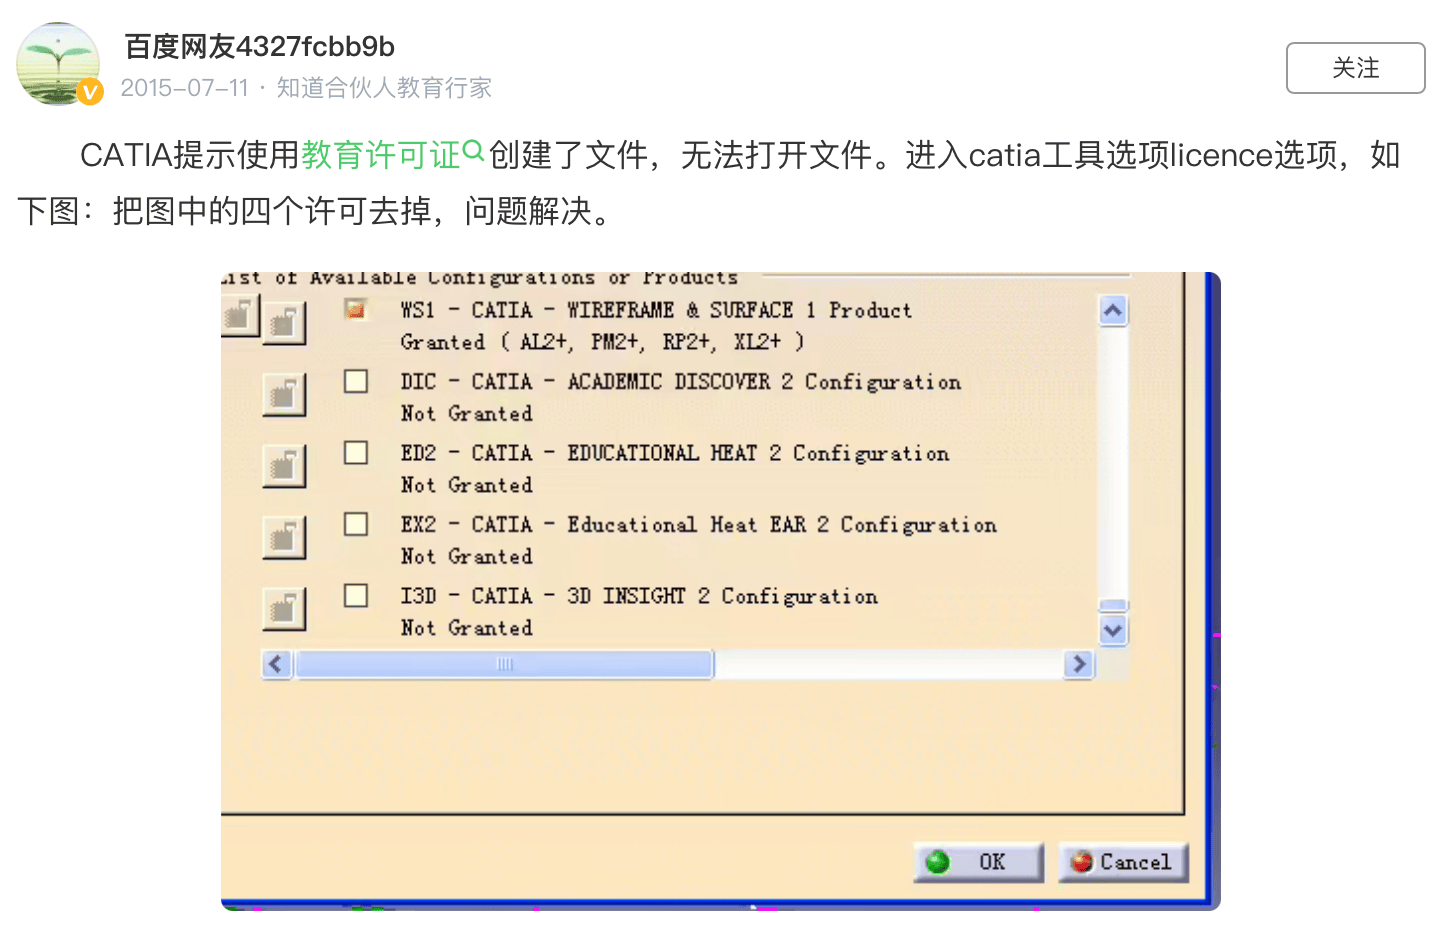 百度网友4327fcbb9b
2015-07-11 · 知道合伙人教育行家
关注
CATIA提示使用教育许可证创建了文件，无法打开文件。进入catia工具选项licence选项，如
下图：把图中的四个许可去掉，问题解决。
List of Available Configurations or Products
WS1 - CATIA - WIREFRAME & SURFACE 1 Product
Granted ( AL2+, PM2+, RP2+, XL2+ )
DIC - CATIA - ACADEMIC DISCOVER 2 Configuration
Not Granted
ED2 - CATIA - EDUCATIONAL HEAT 2 Configuration
Not Granted
EX2 - CATIA - Educational Heat EAR 2 Configuration
Not Granted
I3D - CATIA - 3D INSIGHT 2 Configuration
Not Granted
OK
Cancel